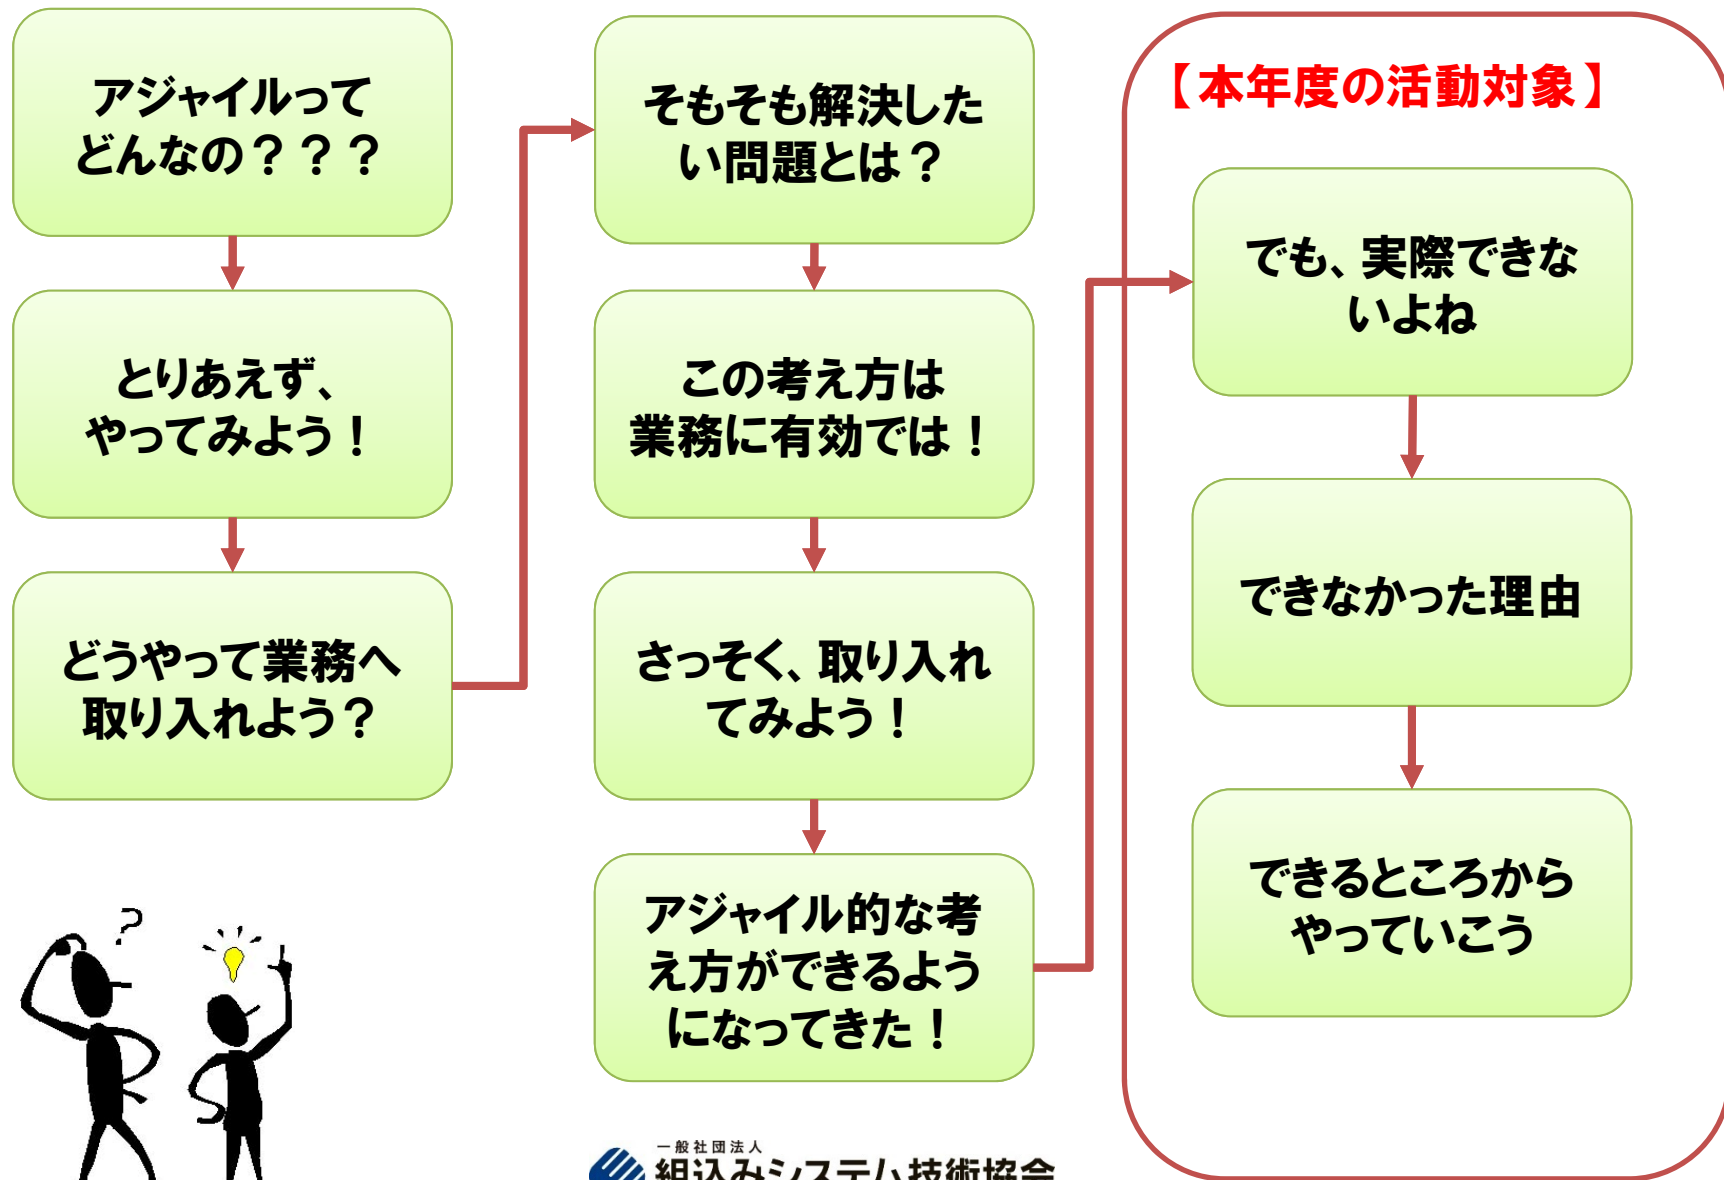 アジャイルって
どんなの？？？
とりあえず、
やってみよう！
どうやって業務へ
取り入れよう？
そもそも解決した
い問題とは？
この考え方は
業務に有効では！
さっそく、取り入れ
てみよう！
アジャイル的な考
え方ができるよう
になってきた！
【本年度の活動対象】
でも、実際できな
いよね
できなかった理由
できるところから
やっていこう
?
一般社団法人
組込みシステム技術協会